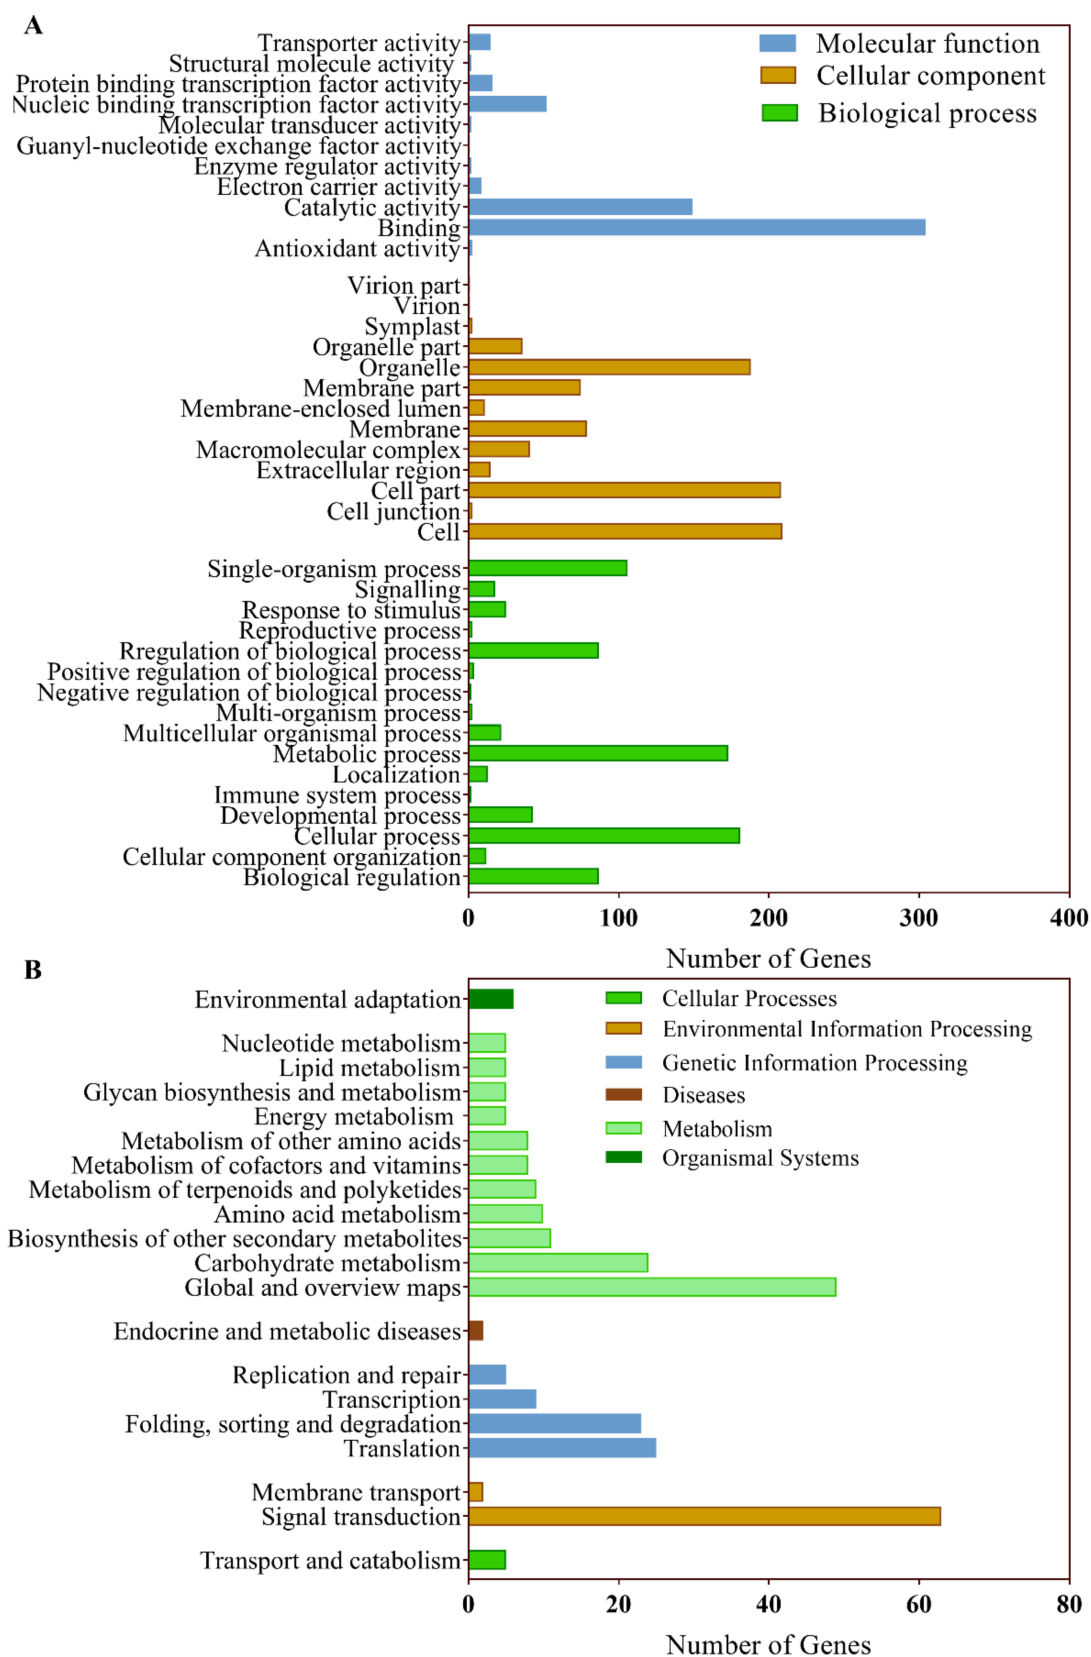 A
Transporter activity
Structural molecule activity
Protein binding transcription factor activity
Nucleic binding transcription factor activity
Molecular transducer activity
Guanyl-nucleotide exchange factor activity
Enzyme regulator activity
Electron carrier activity
Catalytic activity
Binding
Antioxidant activity
Molecular function
Cellular component
Biological process
Virion part
Virion
Symplast
Organelle part
Organelle
Membrane part
Membrane-enclosed lumen
Membrane
Macromolecular complex
Extracellular region
Cell part
Cell junction
Cell
Single-organism process
Signalling
Response to stimulus
Reproductive process
Rregulation of biological process
Positive regulation of biological process
Negative regulation of biological process
Multi-organism process
Multicellular organismal process
Metabolic process
Localization
Immune system process
Developmental process
Cellular process
Cellular component organization
Biological regulation
0 100 200 300 400
Number of Genes
B
Environmental adaptation
Nucleotide metabolism
Lipid metabolism
Glycan biosynthesis and metabolism
Energy metabolism
Metabolism of other amino acids
Metabolism of cofactors and vitamins
Metabolism of terpenoids and polyketides
Amino acid metabolism
Biosynthesis of other secondary metabolites
Carbohydrate metabolism
Global and overview maps
Cellular Processes
Environmental Information Processing
Genetic Information Processing
Diseases
Metabolism
Organismal Systems
Endocrine and metabolic diseases
Replication and repair
Transcription
Folding, sorting and degradation
Translation
Membrane transport
Signal transduction
Transport and catabolism
0 20 40 60 80
Number of Genes